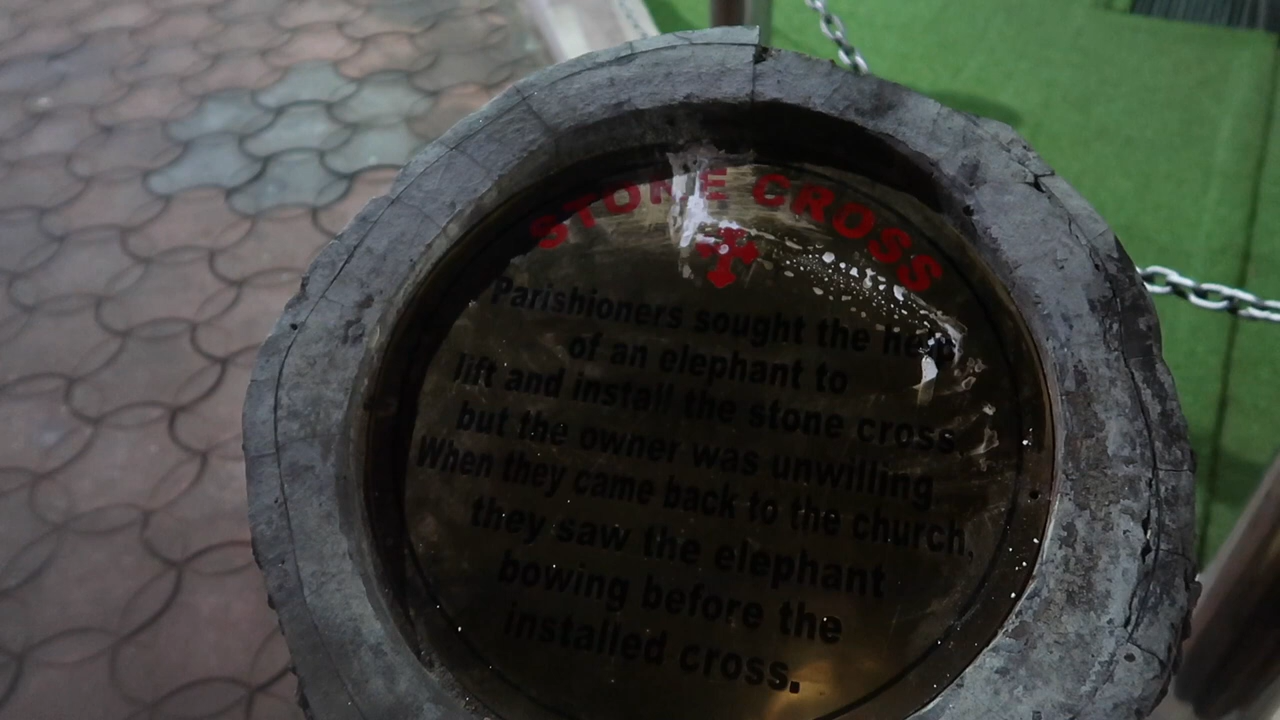 STONE CROSS
Parishioners sought the help
of an elephant to
lift and install the stone cross,
but the owner was unwilling
When they came back to the church,
they saw the elephant
bowing before the
installed cross.